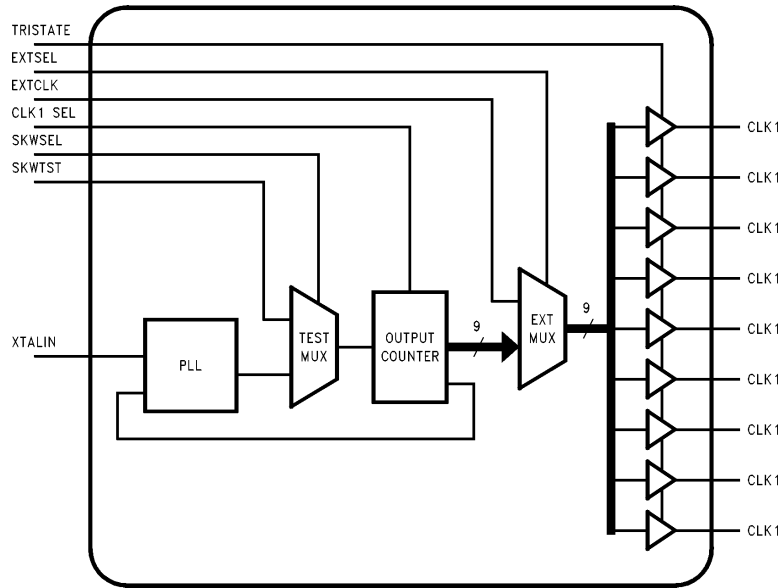 TRISTATE
EXTSEL
EXTCLK
CLK1 SEL
SKWSEL
SKWTST
XTALIN
PLL
TEST
MUX
OUTPUT
COUNTER
9
EXT
MUX
9
CLK1
CLK1
CLK1
CLK1
CLK1
CLK1
CLK1
CLK1
CLK1